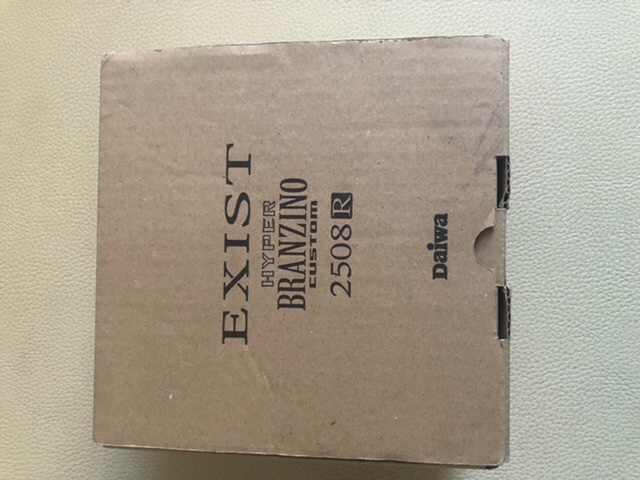 EXIST
HYPER
BRANZINO
CUSTOM
2508R
Daiwa